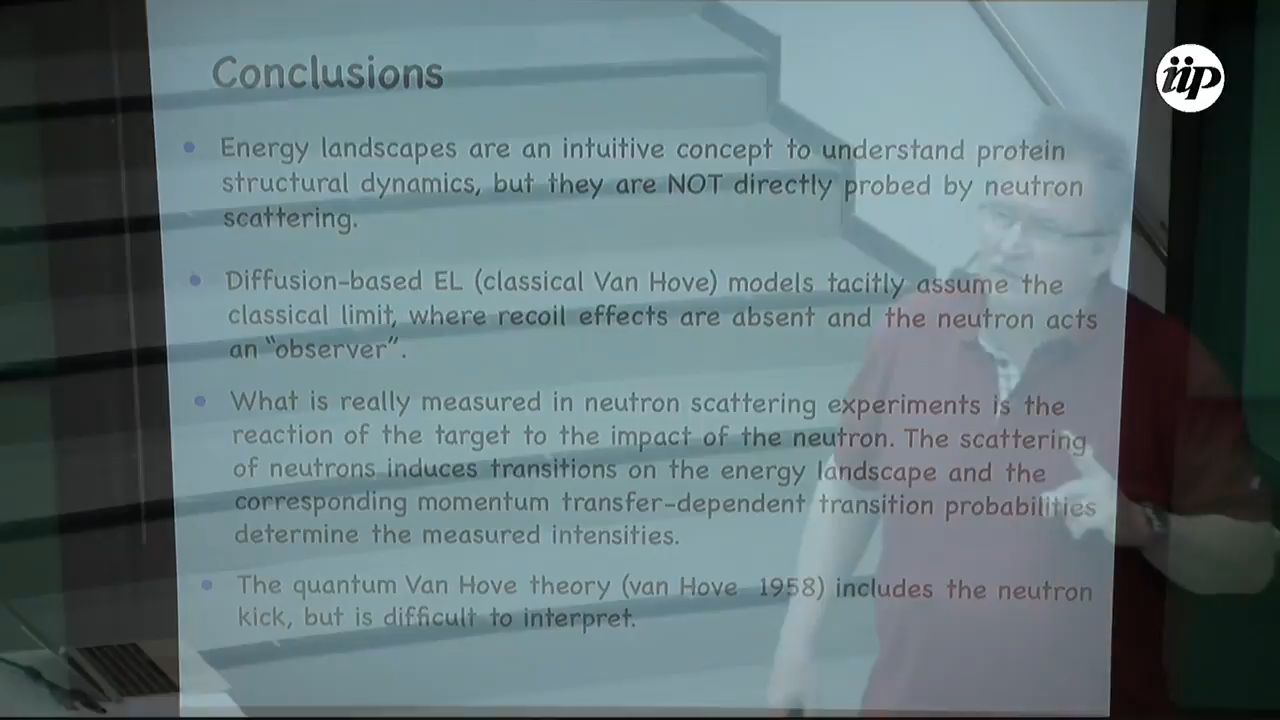 iip
Conclusions
Energy landscapes are an intuitive concept to understand protein
structural dynamics, but they are NOT directly probed by neutron
scattering.
Diffusion-based EL (classical Van Hove) models tacitly assume the
classical limit, where recoil effects are absent and the neutron acts
an “observer”.
What is really measured in neutron scattering experiments is the
reaction of the target to the impact of the neutron. The scattering
of neutrons induces transitions on the energy landscape and the
corresponding momentum transfer-dependent transition probabilities
determine the measured intensities.
The quantum Van Hove theory (van Hove 1958) includes the neutron
kick, but is difficult to interpret.